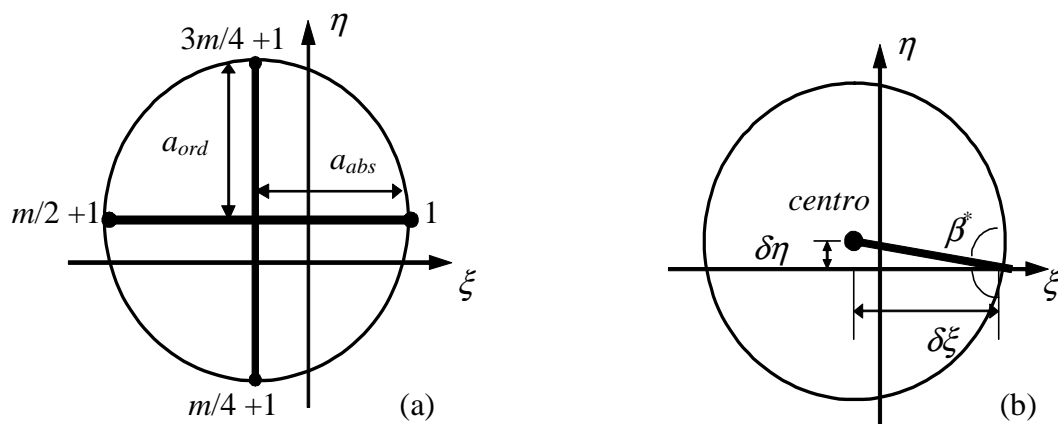 η
3m/4 +1
a_ord
a_abs
m/2 +1
1
ξ
m/4 +1
(a)
η
centro
β*
δη
ξ
δξ
(b)